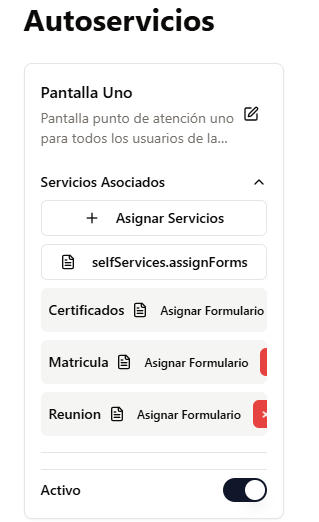 Autoservicios
Pantalla Uno
Pantalla punto de atención uno
para todos los usuarios de la...
Servicios Asociados
Asignar Servicios
selfServices.assignForms
Certificados Asignar Formulario
Matricula Asignar Formulario
Reunion Asignar Formulario
Activo